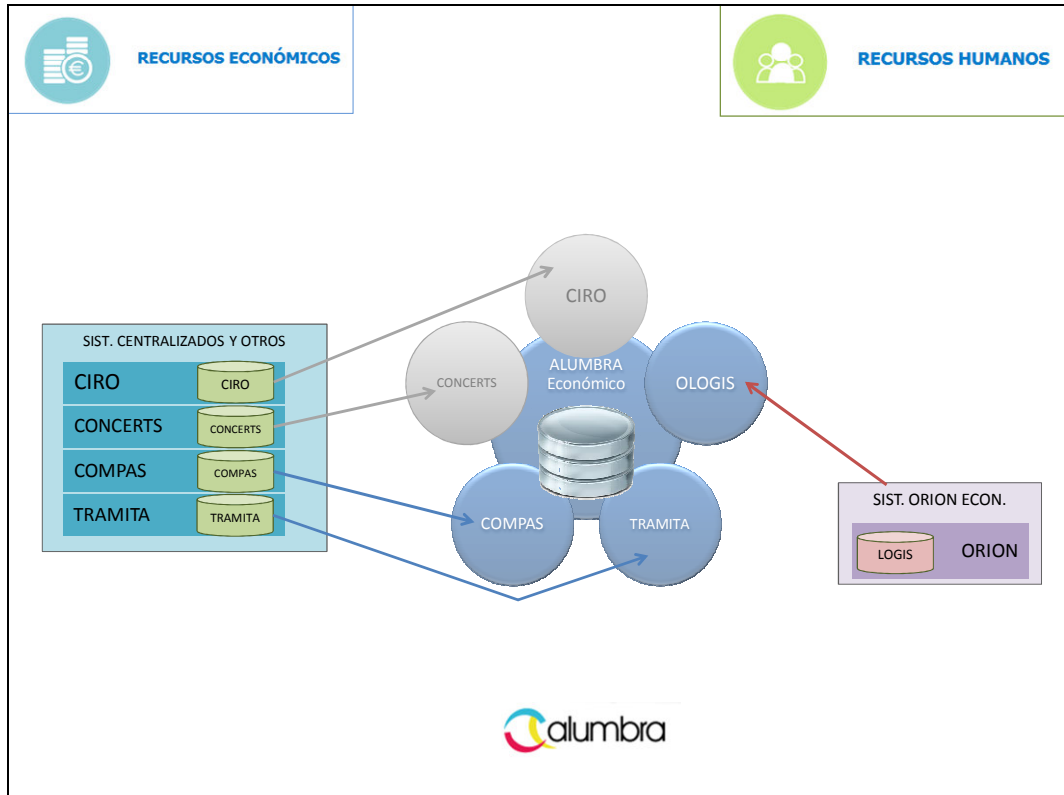 RECURSOS ECONÓMICOS
RECURSOS HUMANOS
SIST. CENTRALIZADOS Y OTROS
CIRO
CIRO
CONCERTS
CONCERTS
COMPAS
COMPAS
TRAMITA
TRAMITA
CIRO
CONCERTS
ALUMBRA
Económico
OLOGIS
COMPAS
TRAMITA
SIST. ORION ECON.
LOGIS
ORION
alumbra